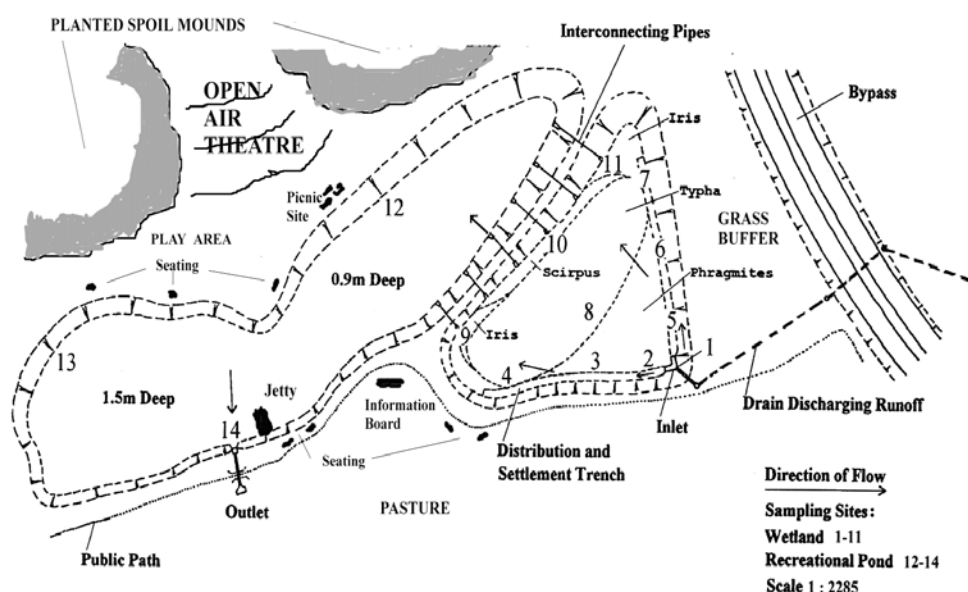 PLANTED SPOIL MOUNDS
Interconnecting Pipes
OPEN
AIR
THEATRE
Bypass
Iris
11
7
Typha
Picnic
Site
12
GRASS
BUFFER
PLAY AREA
10
6
Seating
Scirpus
Phragmites
0.9m Deep
8
5
13
9
Iris
1
2
3
4
1.5m Deep
Jetty
Information
Board
Inlet
Drain Discharging Runoff
14
Distribution and
Settlement Trench
Seating
Outlet
PASTURE
Public Path
Direction of Flow
Sampling Sites:
Wetland 1-11
Recreational Pond 12-14
Scale 1 : 2285